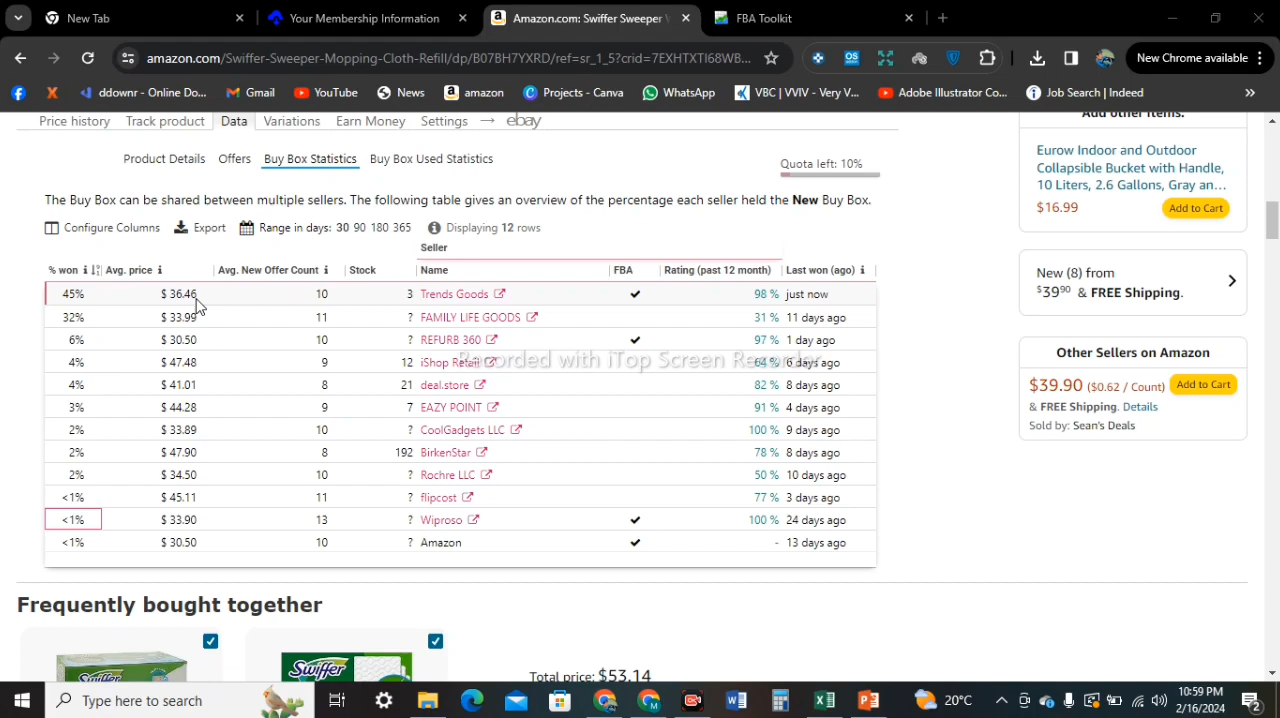 New Tab
Your Membership Information
Amazon.com: Swiffer Sweeper
FBA Toolkit
amazon.com/Swiffer-Sweeper-Mopping-Cloth-Refill/dp/B07BH7YXRD/ref=sr_1_5?crid=7EXHTXTI68WB...
New Chrome available
ddownr - Online Do...
Gmail
YouTube
News
amazon
Projects - Canva
WhatsApp
VBC | VVIV - Very V...
Adobe Illustrator Co...
Job Search | Indeed
Price history Track product Data Variations Earn Money Settings → ebay
Product Details Offers Buy Box Statistics Buy Box Used Statistics
Quota left: 10%
The Buy Box can be shared between multiple sellers. The following table gives an overview of the percentage each seller held the New Buy Box.
Configure Columns Export Range in days: 30 90 180 365 Displaying 12 rows
Seller
% won Avg. price Avg. New Offer Count Stock Name FBA Rating (past 12 month) Last won (ago)
45% $ 36.46 10 3 Trends Goods ✔ 98 % just now
32% $ 33.99 11 ? FAMILY LIFE GOODS 31 % 11 days ago
6% $ 30.50 10 ? REFURB 360 ✔ 97 % 1 day ago
4% $ 47.48 9 12 iShop Retail 64 % 6 days ago
Recorded with iTop Screen Recorder
4% $ 41.01 8 21 deal.store 82 % 8 days ago
3% $ 44.28 9 7 EAZY POINT 91 % 4 days ago
2% $ 33.89 10 ? CoolGadgets LLC 100 % 9 days ago
2% $ 47.90 8 192 BirkenStar 78 % 8 days ago
2% $ 34.50 10 ? Rochre LLC 50 % 10 days ago
<1% $ 45.11 11 ? flipcost 77 % 3 days ago
<1% $ 33.90 13 ? Wiproso ✔ 100 % 24 days ago
<1% $ 30.50 10 ? Amazon ✔ - 13 days ago
Add other items:
Eurow Indoor and Outdoor
Collapsible Bucket with Handle,
10 Liters, 2.6 Gallons, Gray an...
$16.99 Add to Cart
New (8) from
$39.90 & FREE Shipping.
Other Sellers on Amazon
$39.90 ($0.62 / Count) Add to Cart
& FREE Shipping. Details
Sold by: Sean's Deals
Frequently bought together
Swiffer
Swiffer
Total price: $53.14
Type here to search
20°C
10:59 PM
2/16/2024
2